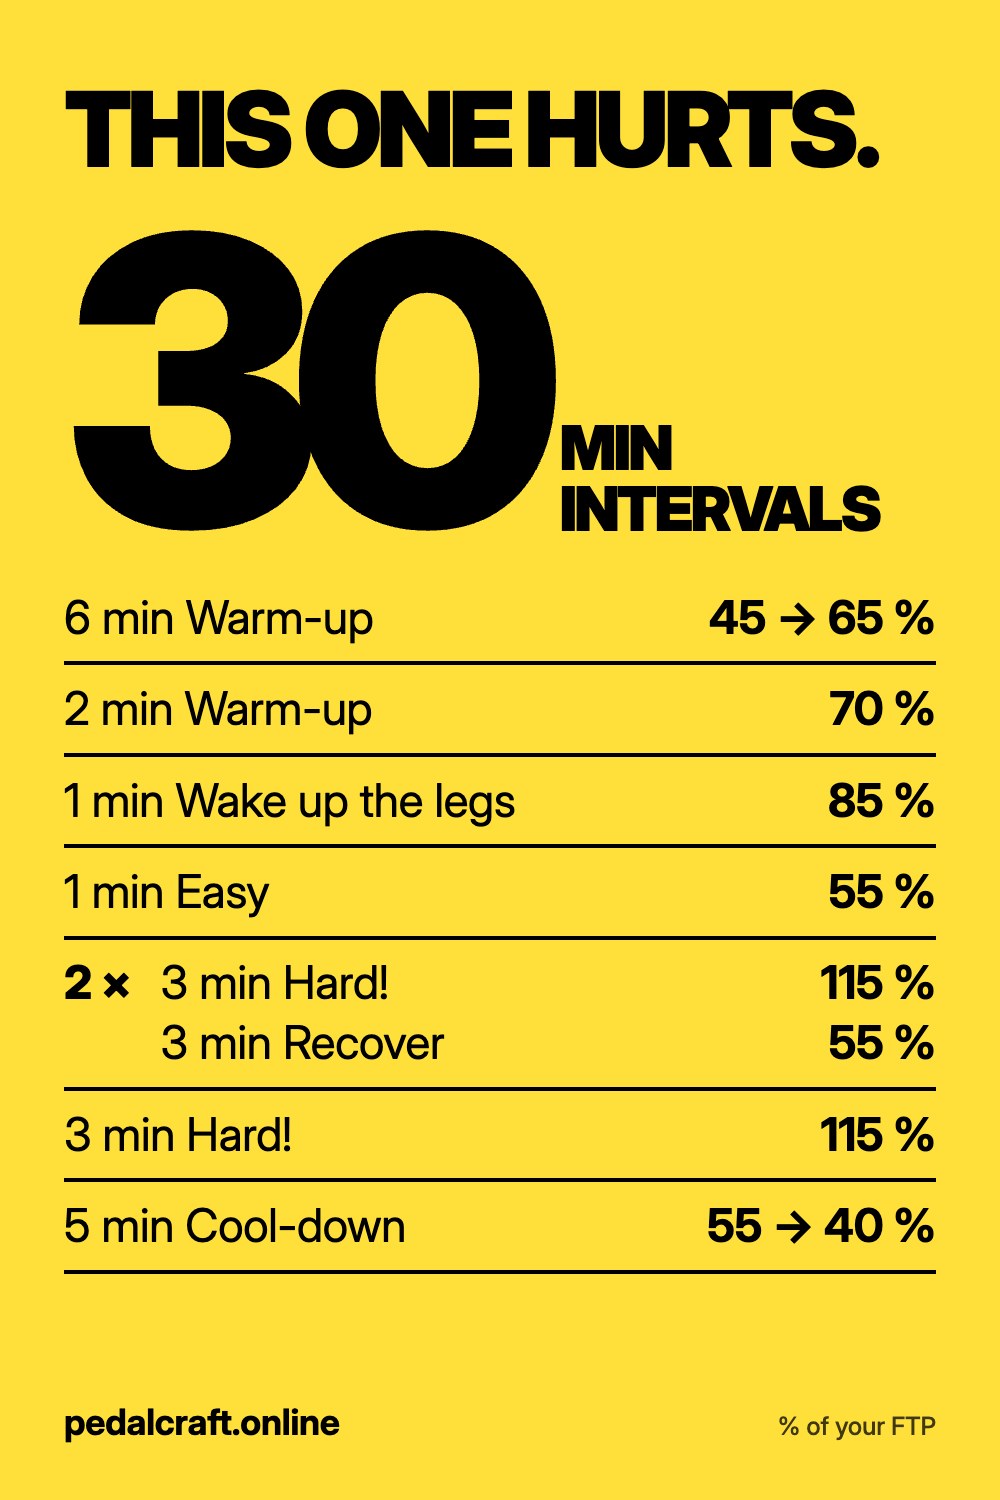 THIS ONE HURTS.
30 MIN
INTERVALS
6 min Warm-up 45 → 65 %
2 min Warm-up 70 %
1 min Wake up the legs 85 %
1 min Easy 55 %
2 × 3 min Hard! 115 %
3 min Recover 55 %
3 min Hard! 115 %
5 min Cool-down 55 → 40 %
pedalcraft.online % of your FTP